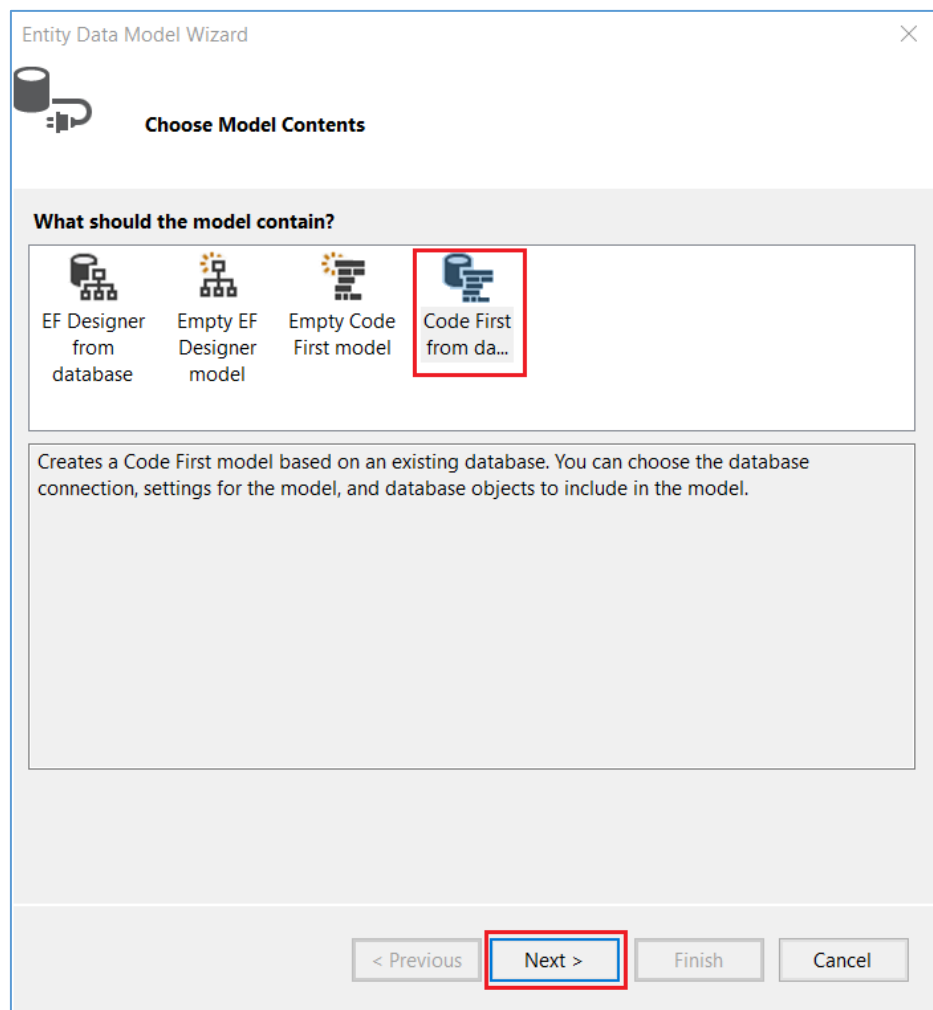 Entity Data Model Wizard
Choose Model Contents
What should the model contain?
EF Designer
from
database
Empty EF
Designer
model
Empty Code
First model
Code First
from da...
Creates a Code First model based on an existing database. You can choose the database
connection, settings for the model, and database objects to include in the model.
< Previous
Next >
Finish
Cancel